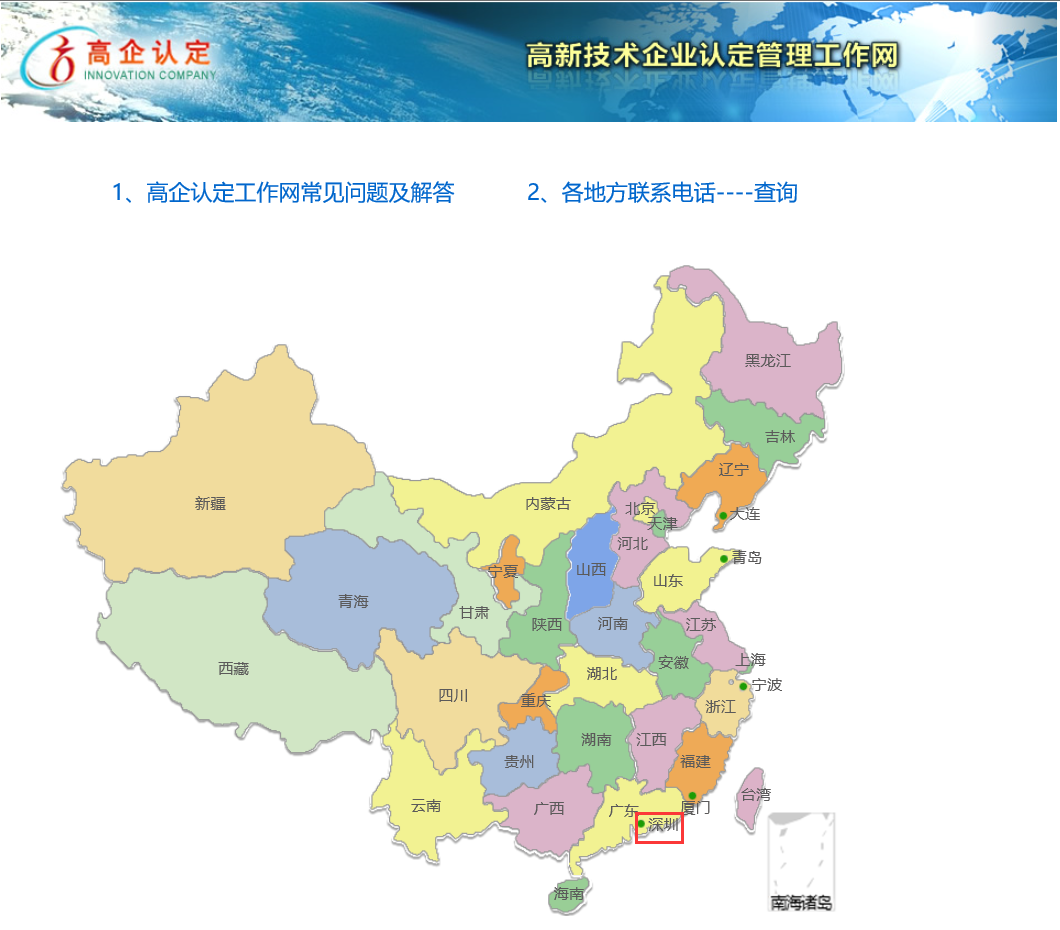 高企认定
INNOVATION COMPANY
高新技术企业认定管理工作网
1、高企认定工作网常见问题及解答
2、各地方联系电话----查询
黑龙江
吉林
辽宁
新疆
内蒙古
北京
大连
天津
河北
青岛
宁夏
山西
山东
青海
甘肃
陕西
河南
江苏
西藏
安徽
上海
湖北
宁波
四川
重庆
浙江
湖南
江西
贵州
福建
台湾
云南
广西
广东
厦门
深圳
海南
南海诸岛